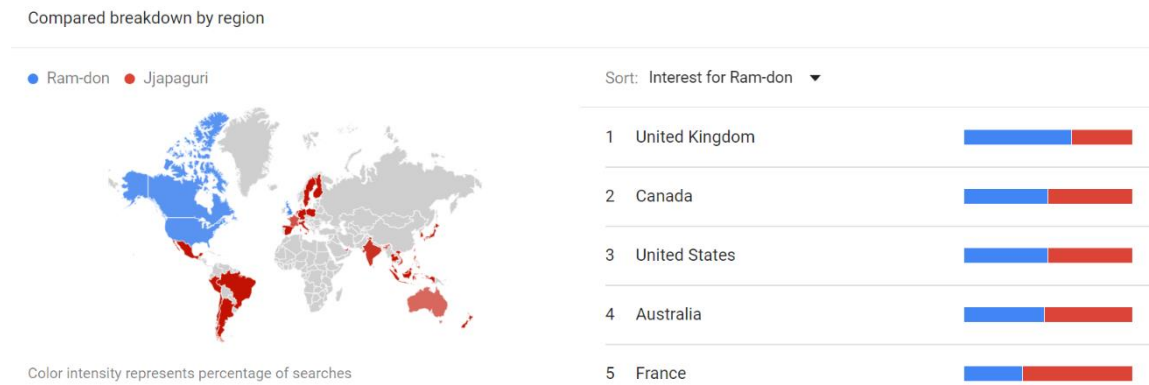 Compared breakdown by region
Ram-don Jjapaguri
Sort: Interest for Ram-don
1 United Kingdom
2 Canada
3 United States
4 Australia
5 France
Color intensity represents percentage of searches